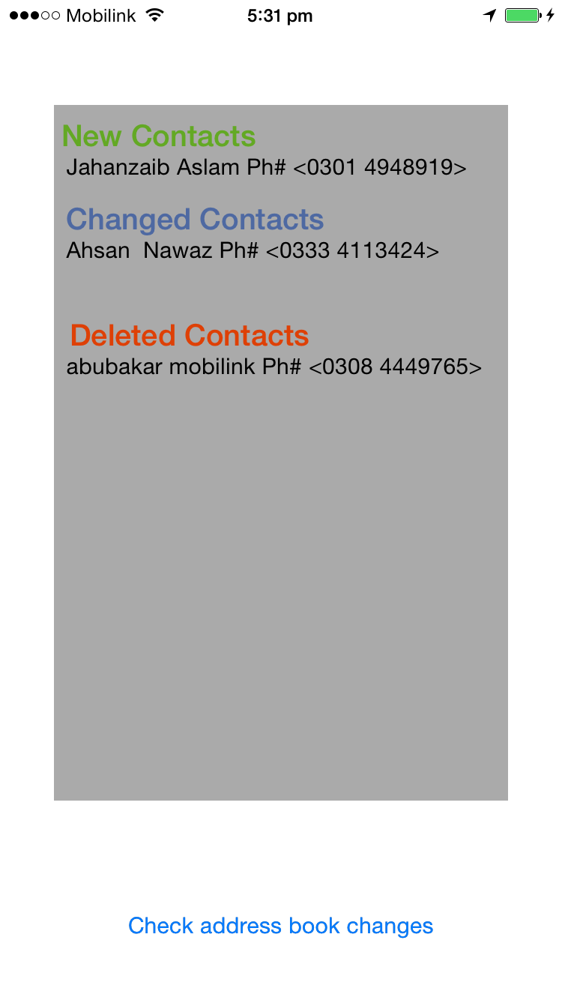 Mobilink 5:31 pm
New Contacts
Jahanzaib Aslam Ph# <0301 4948919>
Changed Contacts
Ahsan  Nawaz Ph# <0333 4113424>
Deleted Contacts
abubakar mobilink Ph# <0308 4449765>
Check address book changes